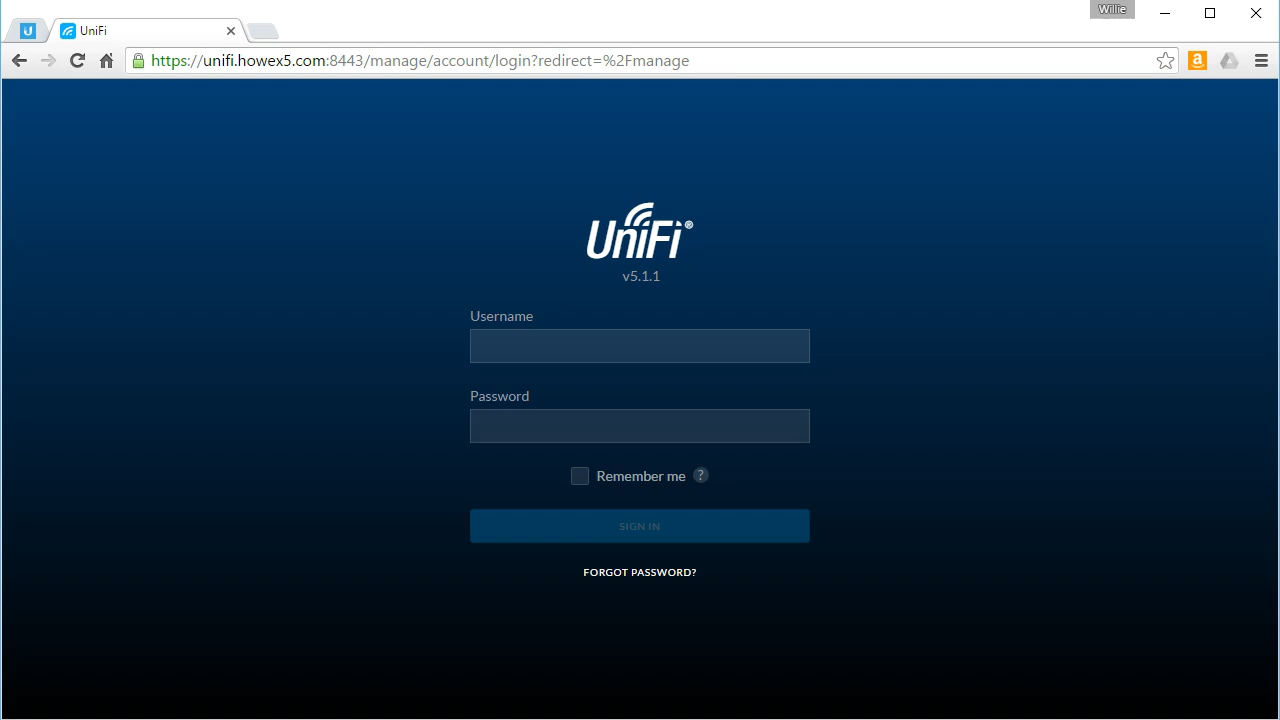 Willie
UniFi
https://unifi.howex5.com:8443/manage/account/login?redirect=%2Fmanage
UniFi®
v5.1.1
Username
Password
Remember me ?
SIGN IN
FORGOT PASSWORD?